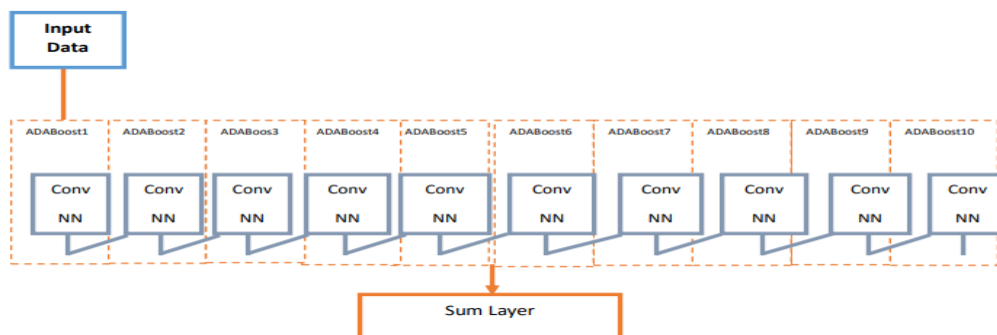 Input
Data
ADABoost1 ADABoost2 ADABoos3 ADABoost4 ADABoost5 ADABoost6 ADABoost7 ADABoost8 ADABoost9 ADABoost10
Conv Conv Conv Conv Conv Conv Conv Conv Conv Conv
NN NN NN NN NN NN NN NN NN NN
Sum Layer